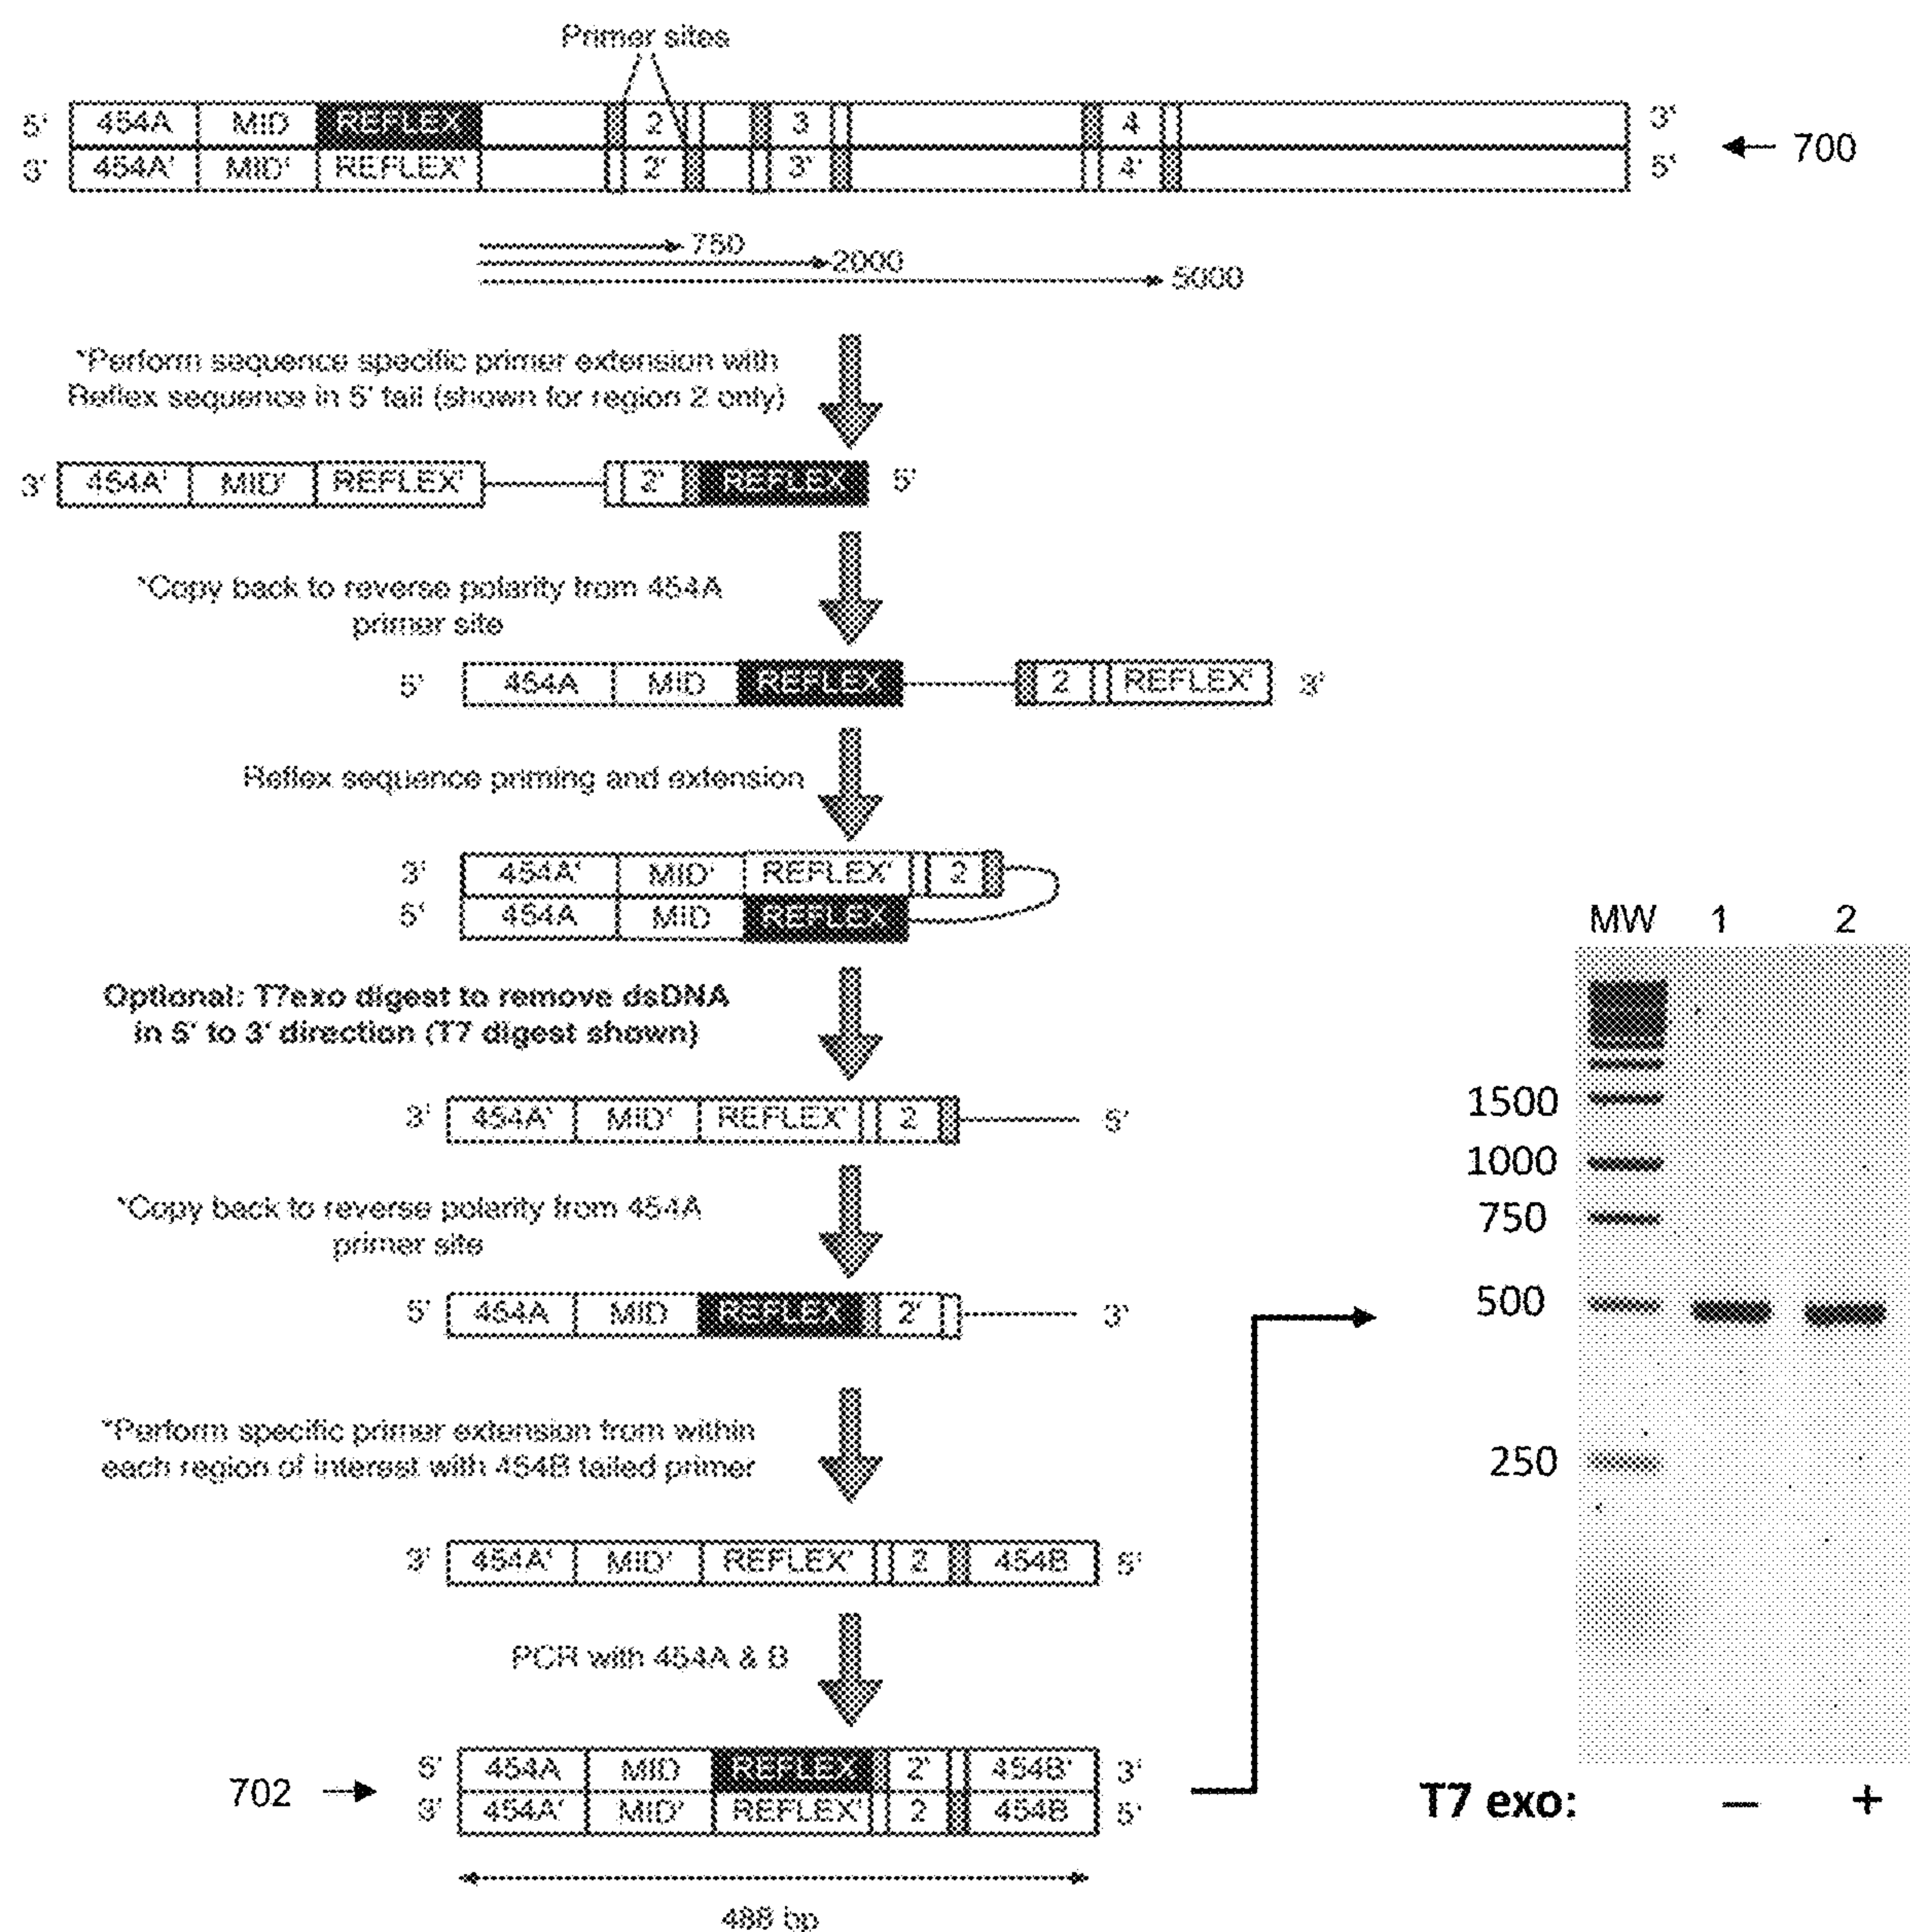 Primer sites
5' 454A MID REFLEX 2 3 4 3'
3' 454A' MID' REFLEX' 2' 3' 4' 5'
700
750
2000
5000
*Perform sequence specific primer extension with
Reflex sequence in 5' tail (shown for region 2 only)
3' 454A' MID' REFLEX' 2' REFLEX 5'
*Copy back to reverse polarity from 454A
primer site
5' 454A MID REFLEX 2 REFLEX' 3'
Reflex sequence priming and extension
3' 454A' MID' REFLEX' 2
5' 454A MID REFLEX
Optional: T7exo digest to remove dsDNA
in 5' to 3' direction (T7 digest shown)
3' 454A' MID' REFLEX' 2 5'
*Copy back to reverse polarity from 454A
primer site
5' 454A MID REFLEX 2' 3'
*Perform specific primer extension from within
each region of interest with 454B tailed primer
3' 454A' MID' REFLEX' 2 454B 5'
PCR with 454A & B
702
5' 454A MID REFLEX 2' 454B' 3'
3' 454A' MID' REFLEX' 2 454B 5'
488 bp
MW 1 2
1500
1000
750
500
250
T7 exo: – +